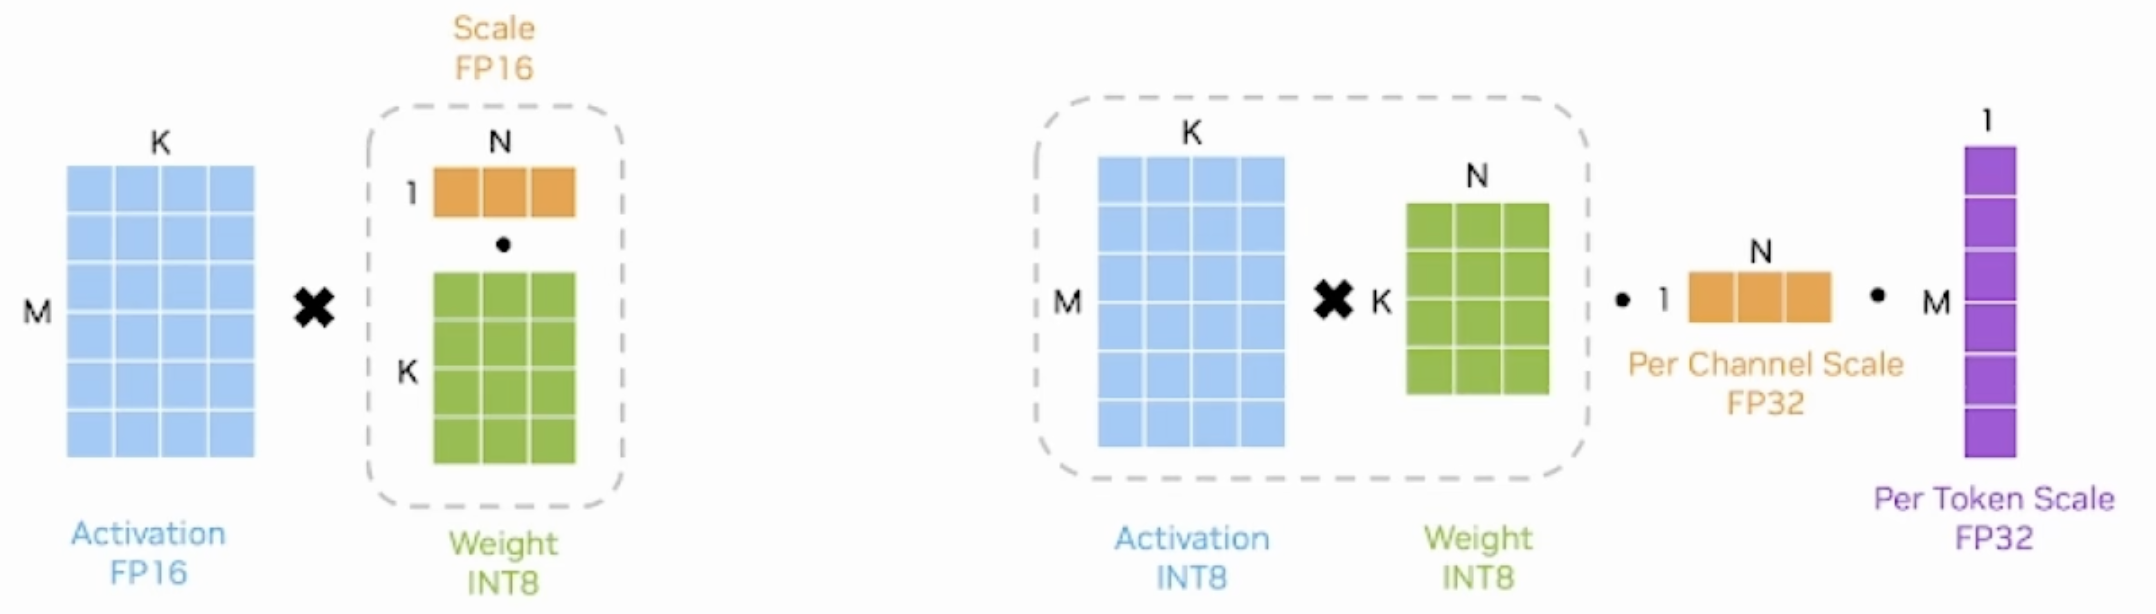 Scale
FP16
K
N
1
M
K
Activation
FP16
Weight
INT8
K
N
M
K
1
N
Per Channel Scale
FP32
1
M
Per Token Scale
FP32
Activation
INT8
Weight
INT8